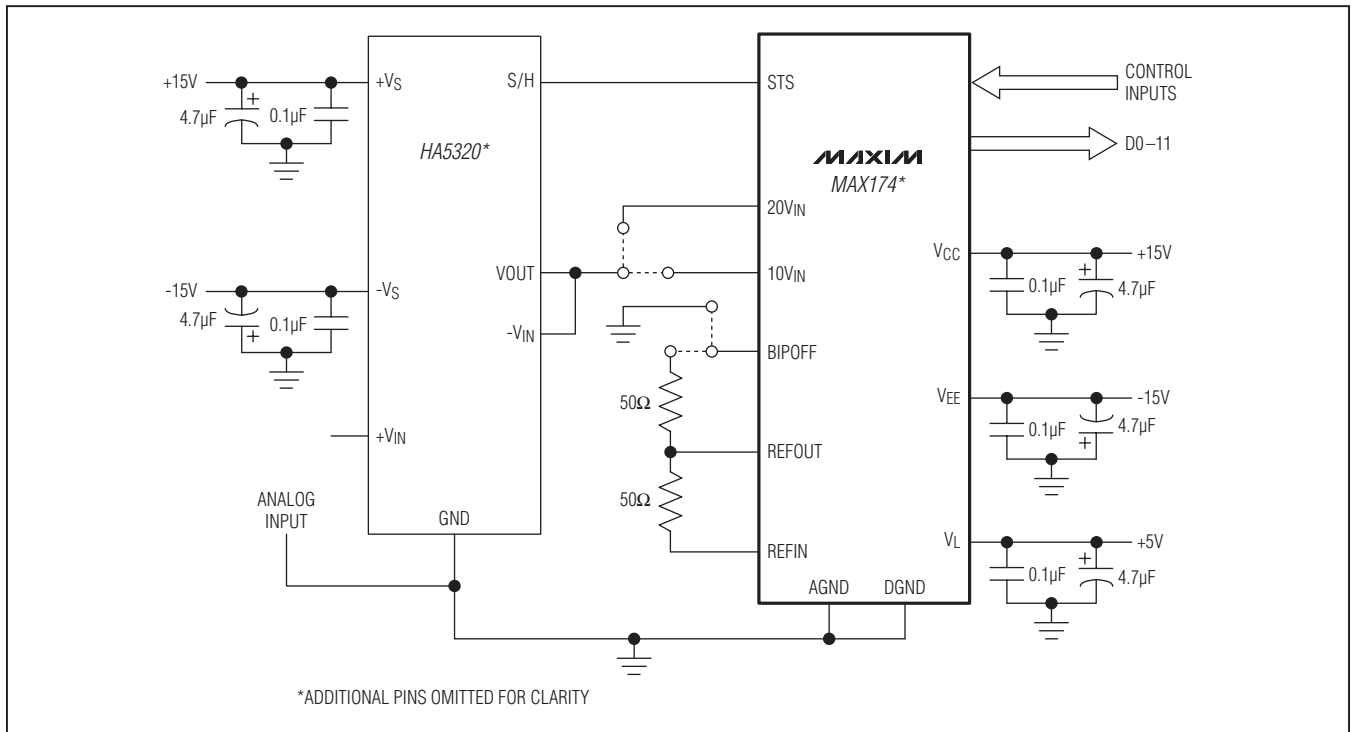 +15V
4.7µF
+
0.1µF
+VS
S/H
HA5320*
-15V
4.7µF
+
0.1µF
-VS
VOUT
-VIN
+VIN
ANALOG
INPUT
GND
STS
MAXIM
MAX174*
20VIN
10VIN
BIPOFF
50Ω
REFOUT
50Ω
REFIN
AGND
DGND
CONTROL
INPUTS
D0–11
VCC
+15V
0.1µF
+
4.7µF
VEE
-15V
0.1µF
+
4.7µF
VL
+5V
0.1µF
+
4.7µF
*ADDITIONAL PINS OMITTED FOR CLARITY